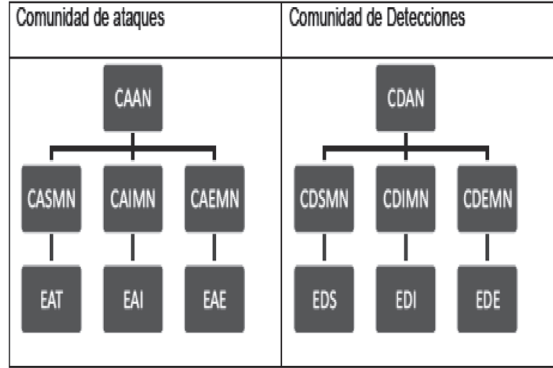 Comunidad de ataques
Comunidad de Detecciones
CAAN
CASMN CAIMN CAEMN
EAT EAI EAE
CDAN
CDSMN CDIMN CDEMN
EDS EDI EDE